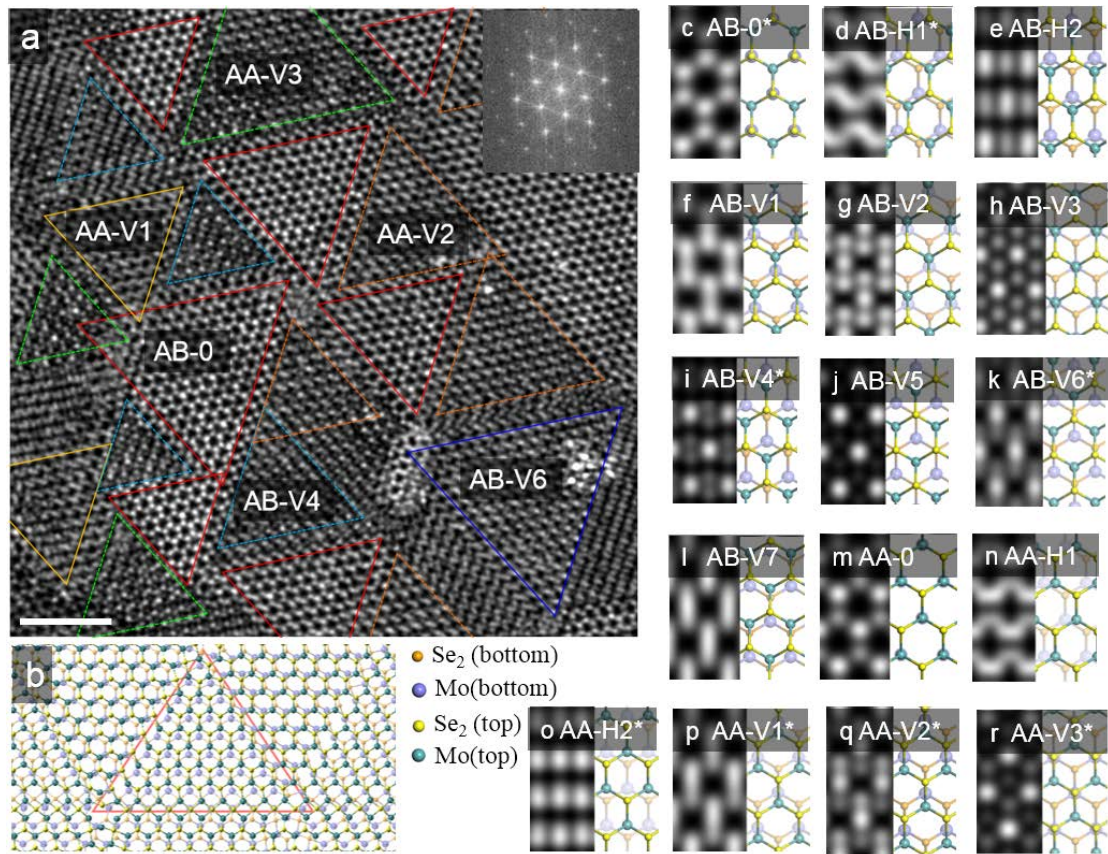 a
AA-V3
AA-V1
AA-V2
AB-0
AB-V4
AB-V6
b
Se₂ (bottom)
Mo(bottom)
Se₂ (top)
Mo(top)
c AB-0*
d AB-H1*
e AB-H2
f AB-V1
g AB-V2
h AB-V3
i AB-V4*
j AB-V5
k AB-V6*
l AB-V7
m AA-0
n AA-H1
o AA-H2*
p AA-V1*
q AA-V2*
r AA-V3*